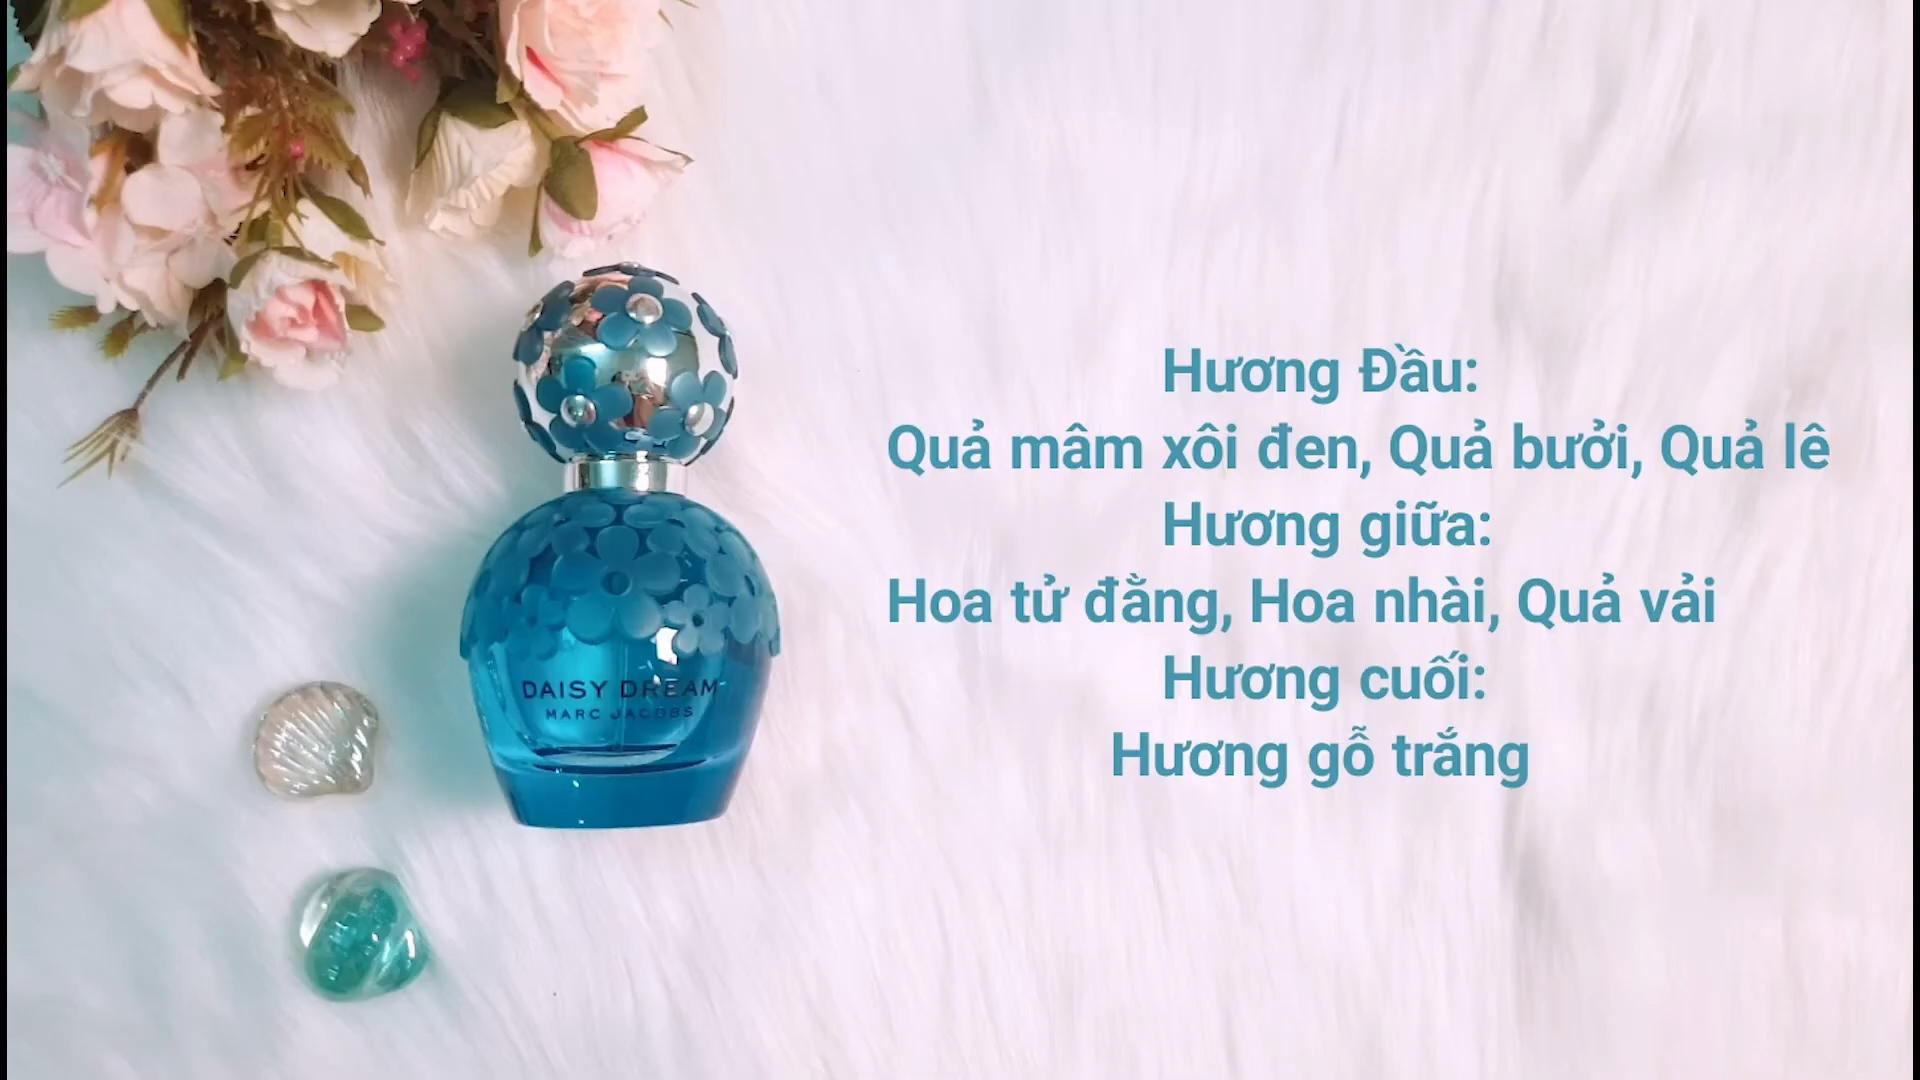 Hương Đầu:
Quả mâm xôi đen, Quả bưởi, Quả lê
Hương giữa:
Hoa tử đằng, Hoa nhài, Quả vải
Hương cuối:
Hương gỗ trắng
DAISY DREAM
MARC JACOBS